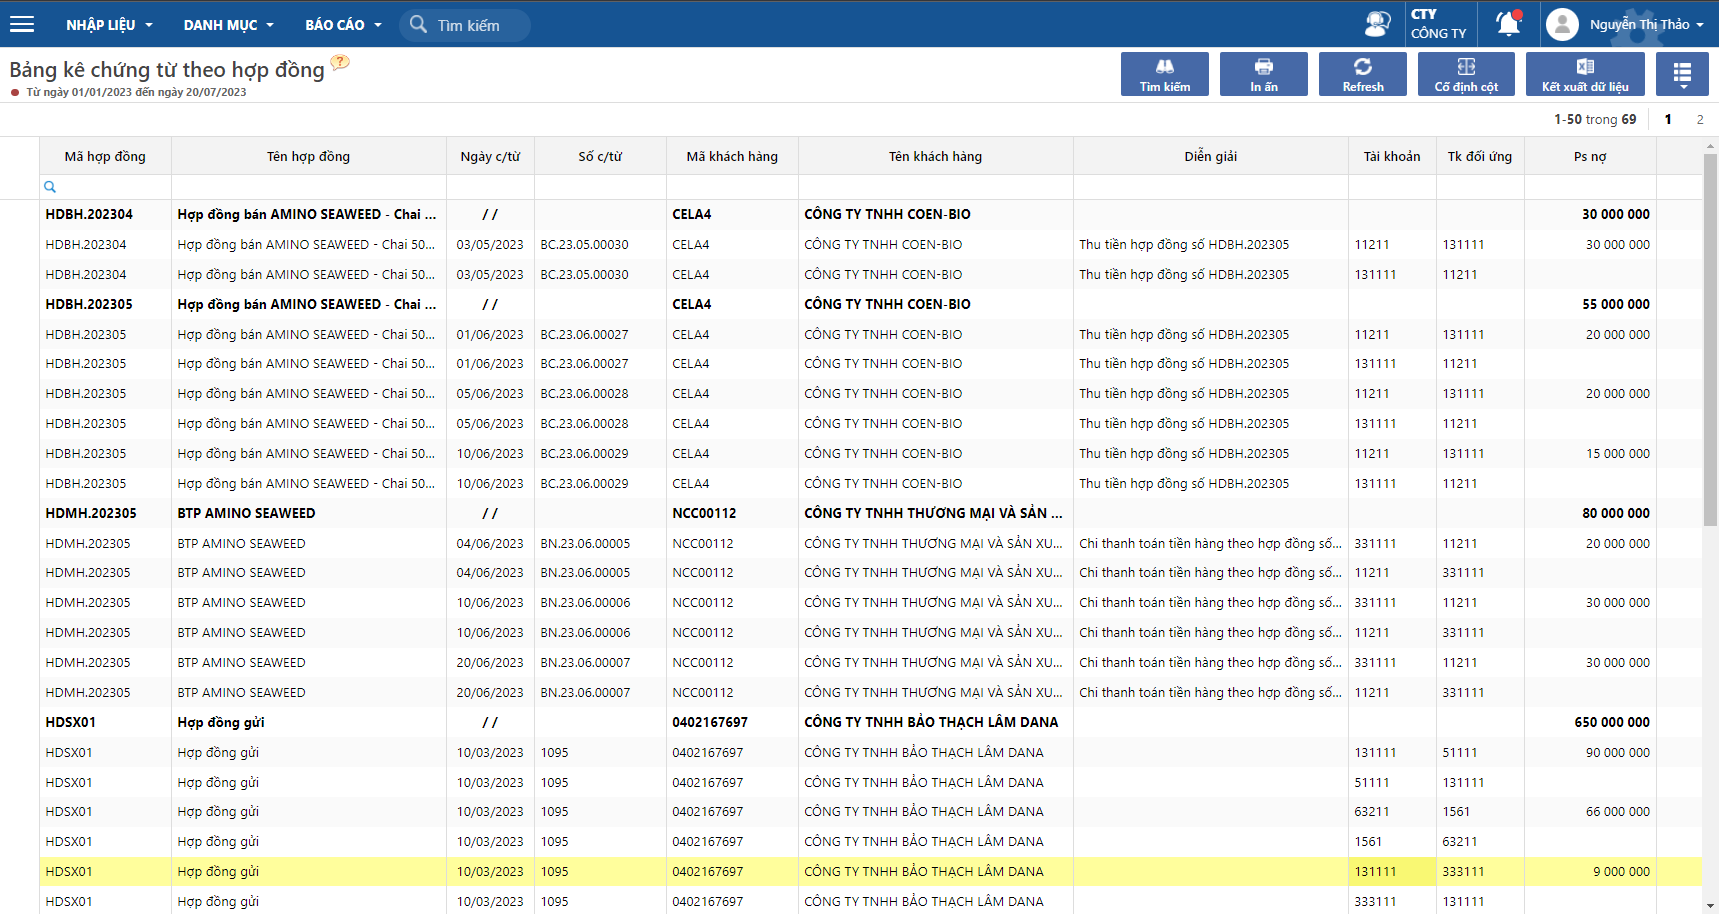 NHẬP LIỆU DANH MỤC BÁO CÁO Tìm kiếm CTY CÔNG TY Nguyễn Thị Thảo
Bảng kê chứng từ theo hợp đồng ?
Từ ngày 01/01/2023 đến ngày 20/07/2023
Tìm kiếm In ấn Refresh Cố định cột Kết xuất dữ liệu
1-50 trong 69 1 2
Mã hợp đồng Tên hợp đồng Ngày c/từ Số c/từ Mã khách hàng Tên khách hàng Diễn giải Tài khoản Tk đối ứng Ps nợ
HDBH.202304 Hợp đồng bán AMINO SEAWEED - Chai ... / / CELA4 CÔNG TY TNHH COEN-BIO 30 000 000
HDBH.202304 Hợp đồng bán AMINO SEAWEED - Chai 50... 03/05/2023 BC.23.05.00030 CELA4 CÔNG TY TNHH COEN-BIO Thu tiền hợp đồng số HDBH.202305 11211 131111 30 000 000
HDBH.202304 Hợp đồng bán AMINO SEAWEED - Chai 50... 03/05/2023 BC.23.05.00030 CELA4 CÔNG TY TNHH COEN-BIO Thu tiền hợp đồng số HDBH.202305 131111 11211
HDBH.202305 Hợp đồng bán AMINO SEAWEED - Chai ... / / CELA4 CÔNG TY TNHH COEN-BIO 55 000 000
HDBH.202305 Hợp đồng bán AMINO SEAWEED - Chai 50... 01/06/2023 BC.23.06.00027 CELA4 CÔNG TY TNHH COEN-BIO Thu tiền hợp đồng số HDBH.202305 11211 131111 20 000 000
HDBH.202305 Hợp đồng bán AMINO SEAWEED - Chai 50... 01/06/2023 BC.23.06.00027 CELA4 CÔNG TY TNHH COEN-BIO Thu tiền hợp đồng số HDBH.202305 131111 11211
HDBH.202305 Hợp đồng bán AMINO SEAWEED - Chai 50... 05/06/2023 BC.23.06.00028 CELA4 CÔNG TY TNHH COEN-BIO Thu tiền hợp đồng số HDBH.202305 11211 131111 20 000 000
HDBH.202305 Hợp đồng bán AMINO SEAWEED - Chai 50... 05/06/2023 BC.23.06.00028 CELA4 CÔNG TY TNHH COEN-BIO Thu tiền hợp đồng số HDBH.202305 131111 11211
HDBH.202305 Hợp đồng bán AMINO SEAWEED - Chai 50... 10/06/2023 BC.23.06.00029 CELA4 CÔNG TY TNHH COEN-BIO Thu tiền hợp đồng số HDBH.202305 11211 131111 15 000 000
HDBH.202305 Hợp đồng bán AMINO SEAWEED - Chai 50... 10/06/2023 BC.23.06.00029 CELA4 CÔNG TY TNHH COEN-BIO Thu tiền hợp đồng số HDBH.202305 131111 11211
HDMH.202305 BTP AMINO SEAWEED / / NCC00112 CÔNG TY TNHH THƯƠNG MẠI VÀ SẢN ... 80 000 000
HDMH.202305 BTP AMINO SEAWEED 04/06/2023 BN.23.06.00005 NCC00112 CÔNG TY TNHH THƯƠNG MẠI VÀ SẢN XU... Chi thanh toán tiền hàng theo hợp đồng số... 331111 11211 20 000 000
HDMH.202305 BTP AMINO SEAWEED 04/06/2023 BN.23.06.00005 NCC00112 CÔNG TY TNHH THƯƠNG MẠI VÀ SẢN XU... Chi thanh toán tiền hàng theo hợp đồng số... 11211 331111
HDMH.202305 BTP AMINO SEAWEED 10/06/2023 BN.23.06.00006 NCC00112 CÔNG TY TNHH THƯƠNG MẠI VÀ SẢN XU... Chi thanh toán tiền hàng theo hợp đồng số... 331111 11211 30 000 000
HDMH.202305 BTP AMINO SEAWEED 10/06/2023 BN.23.06.00006 NCC00112 CÔNG TY TNHH THƯƠNG MẠI VÀ SẢN XU... Chi thanh toán tiền hàng theo hợp đồng số... 11211 331111
HDMH.202305 BTP AMINO SEAWEED 20/06/2023 BN.23.06.00007 NCC00112 CÔNG TY TNHH THƯƠNG MẠI VÀ SẢN XU... Chi thanh toán tiền hàng theo hợp đồng số... 331111 11211 30 000 000
HDMH.202305 BTP AMINO SEAWEED 20/06/2023 BN.23.06.00007 NCC00112 CÔNG TY TNHH THƯƠNG MẠI VÀ SẢN XU... Chi thanh toán tiền hàng theo hợp đồng số... 11211 331111
HDSX01 Hợp đồng gửi / / 0402167697 CÔNG TY TNHH BẢO THẠCH LÂM DANA 650 000 000
HDSX01 Hợp đồng gửi 10/03/2023 1095 0402167697 CÔNG TY TNHH BẢO THẠCH LÂM DANA 131111 51111 90 000 000
HDSX01 Hợp đồng gửi 10/03/2023 1095 0402167697 CÔNG TY TNHH BẢO THẠCH LÂM DANA 51111 131111
HDSX01 Hợp đồng gửi 10/03/2023 1095 0402167697 CÔNG TY TNHH BẢO THẠCH LÂM DANA 63211 1561 66 000 000
HDSX01 Hợp đồng gửi 10/03/2023 1095 0402167697 CÔNG TY TNHH BẢO THẠCH LÂM DANA 1561 63211
HDSX01 Hợp đồng gửi 10/03/2023 1095 0402167697 CÔNG TY TNHH BẢO THẠCH LÂM DANA 131111 333111 9 000 000
HDSX01 Hợp đồng gửi 10/03/2023 1095 0402167697 CÔNG TY TNHH BẢO THẠCH LÂM DANA 333111 131111